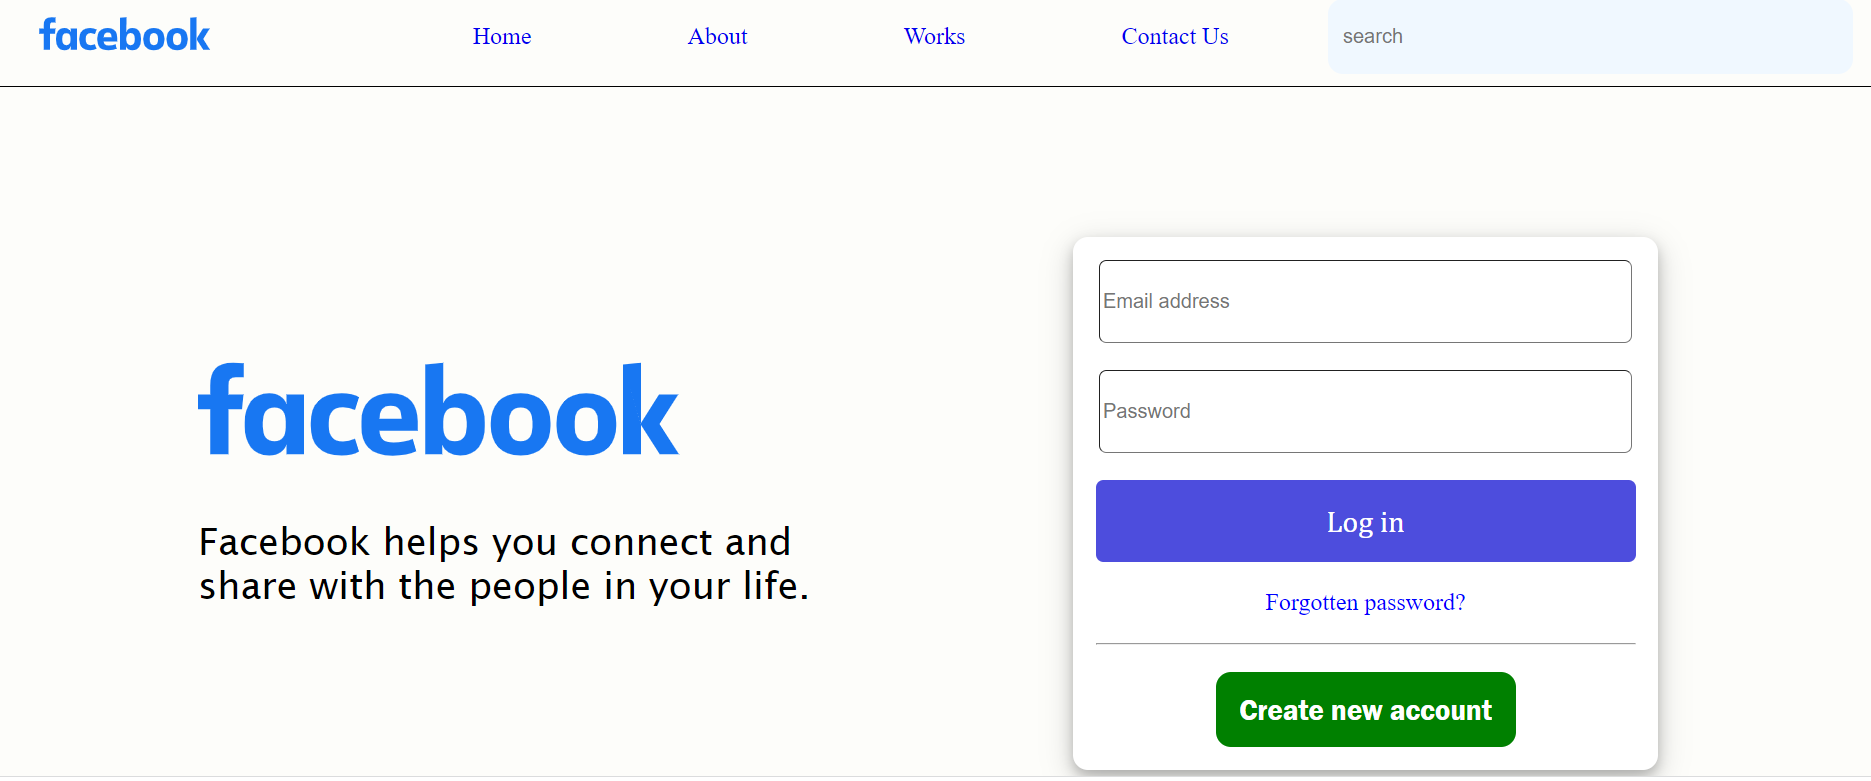 facebook
Home
About
Works
Contact Us
search
Email address
Password
Log in
Forgotten password?
Create new account
facebook
Facebook helps you connect and
share with the people in your life.